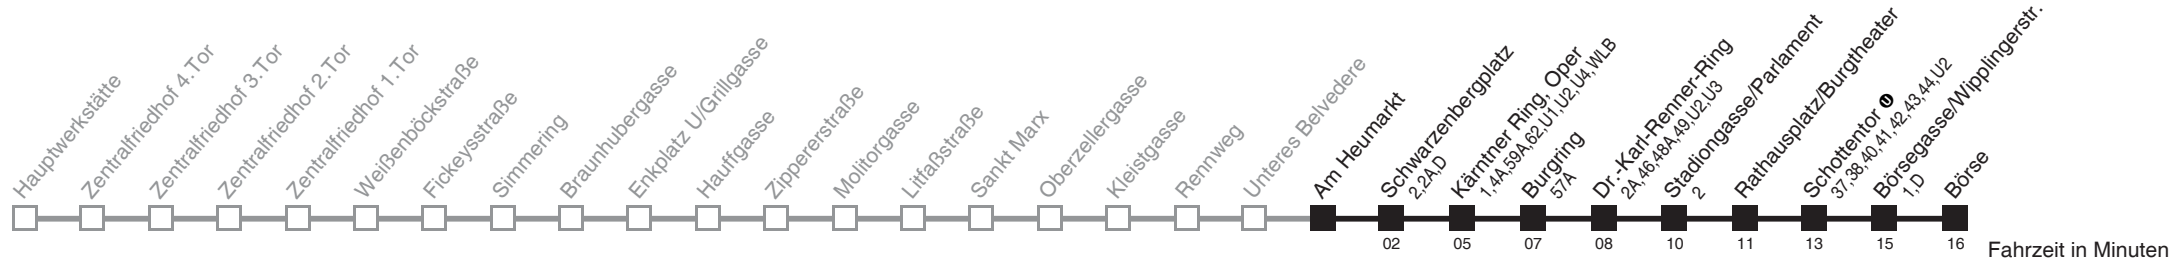 Hauptwerkstätte
Zentralfriedhof 4.Tor
Zentralfriedhof 3.Tor
Zentralfriedhof 2.Tor
Zentralfriedhof 1.Tor
Weißenböckstraße
Fickeysstraße
Simmering
Braunhubergasse
Enkplatz U/Grillgasse
Hauffgasse
Zippererstraße
Molitorgasse
Litfaßstraße
Sankt Marx
Oberzellergasse
Kleistgasse
Rennweg
Unteres Belvedere
Am Heumarkt
Schwarzenbergplatz
2,2A,D
Kärntner Ring, Oper
1,4A,59A,62,U1,U2,U4,WLB
Burgring
57A
Dr.-Karl-Renner-Ring
2A,46,48A,49,U2,U3
Stadiongasse/Parlament
2
Rathausplatz/Burgtheater
Schottentor U
37,38,40,41,42,43,44,U2
Börsegasse/Wipplingerstr.
1,D
Börse
02 05 07 08 10 11 13 15 16
Fahrzeit in Minuten